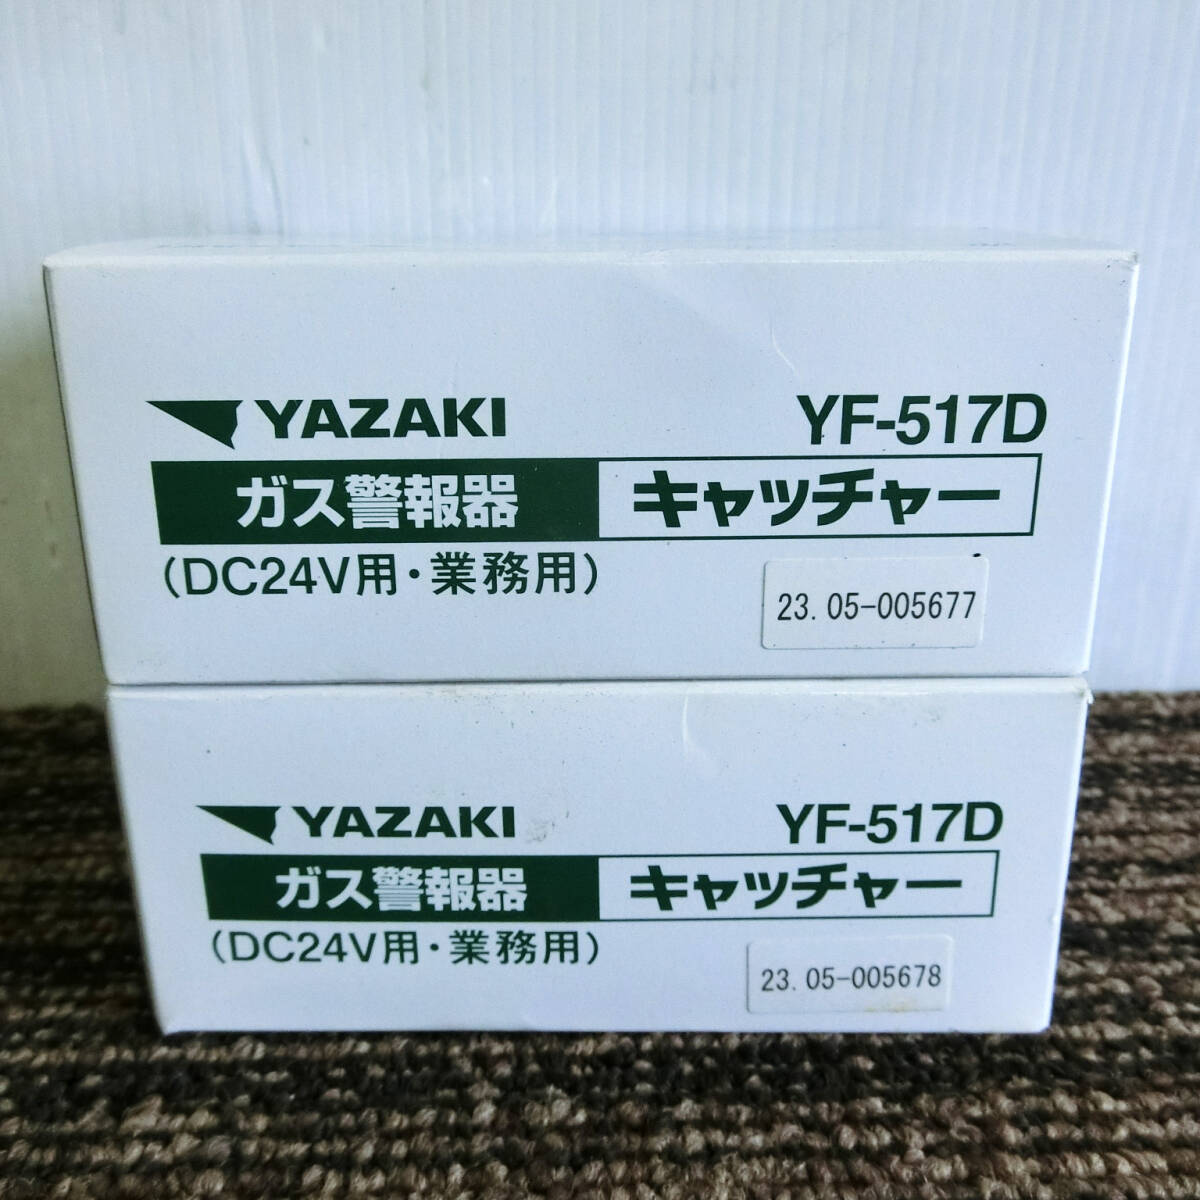 YAZAKI YF-517D
ガス警報器 キャッチャー
(DC24V用・業務用)
23.05-005677
YAZAKI YF-517D
ガス警報器 キャッチャー
(DC24V用・業務用)
23.05-005678